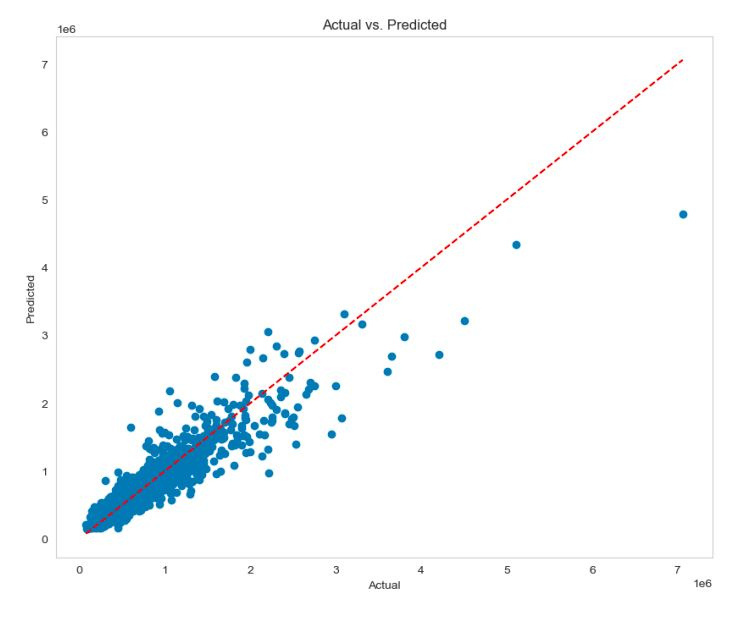 Actual vs. Predicted
1e6
7
6
5
4
3
2
1
0
Predicted
0 1 2 3 4 5 6 7
1e6
Actual